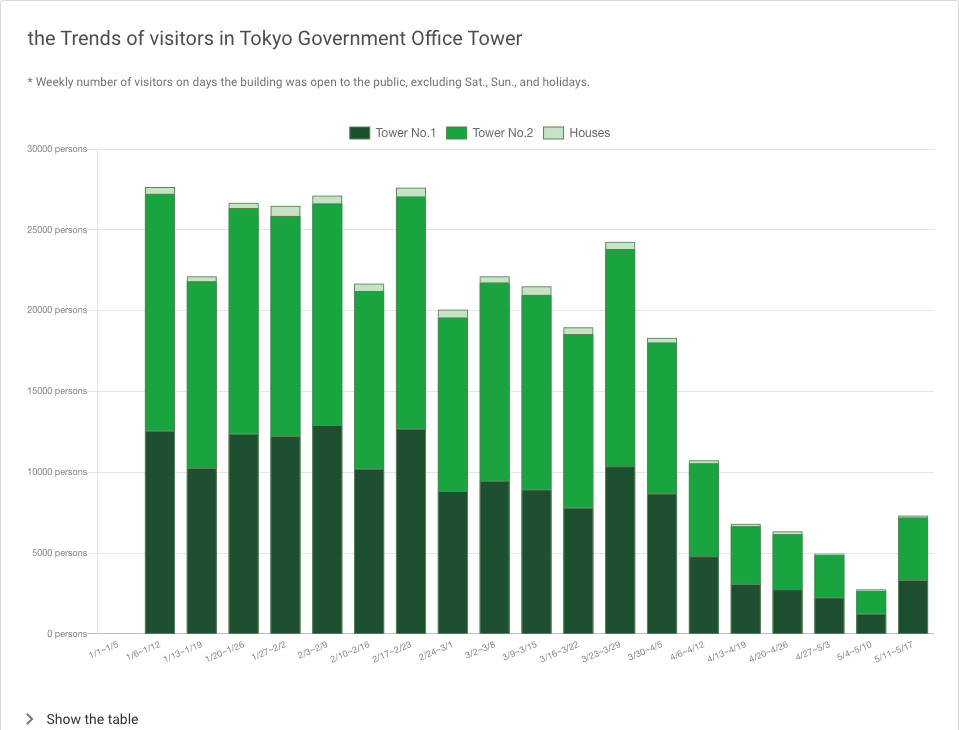 the Trends of visitors in Tokyo Government Office Tower
* Weekly number of visitors on days the building was open to the public, excluding Sat., Sun., and holidays.
Tower No.1 Tower No.2 Houses
30000 persons
25000 persons
20000 persons
15000 persons
10000 persons
5000 persons
0 persons
1/1~1/5 1/6~1/12 1/13~1/19 1/20~1/26 1/27~2/2 2/3~2/9 2/10~2/16 2/17~2/23 2/24~3/1 3/2~3/8 3/9~3/15 3/16~3/22 3/23~3/29 3/30~4/5 4/6~4/12 4/13~4/19 4/20~4/26 4/27~5/3 5/4~5/10 5/11~5/17
Show the table